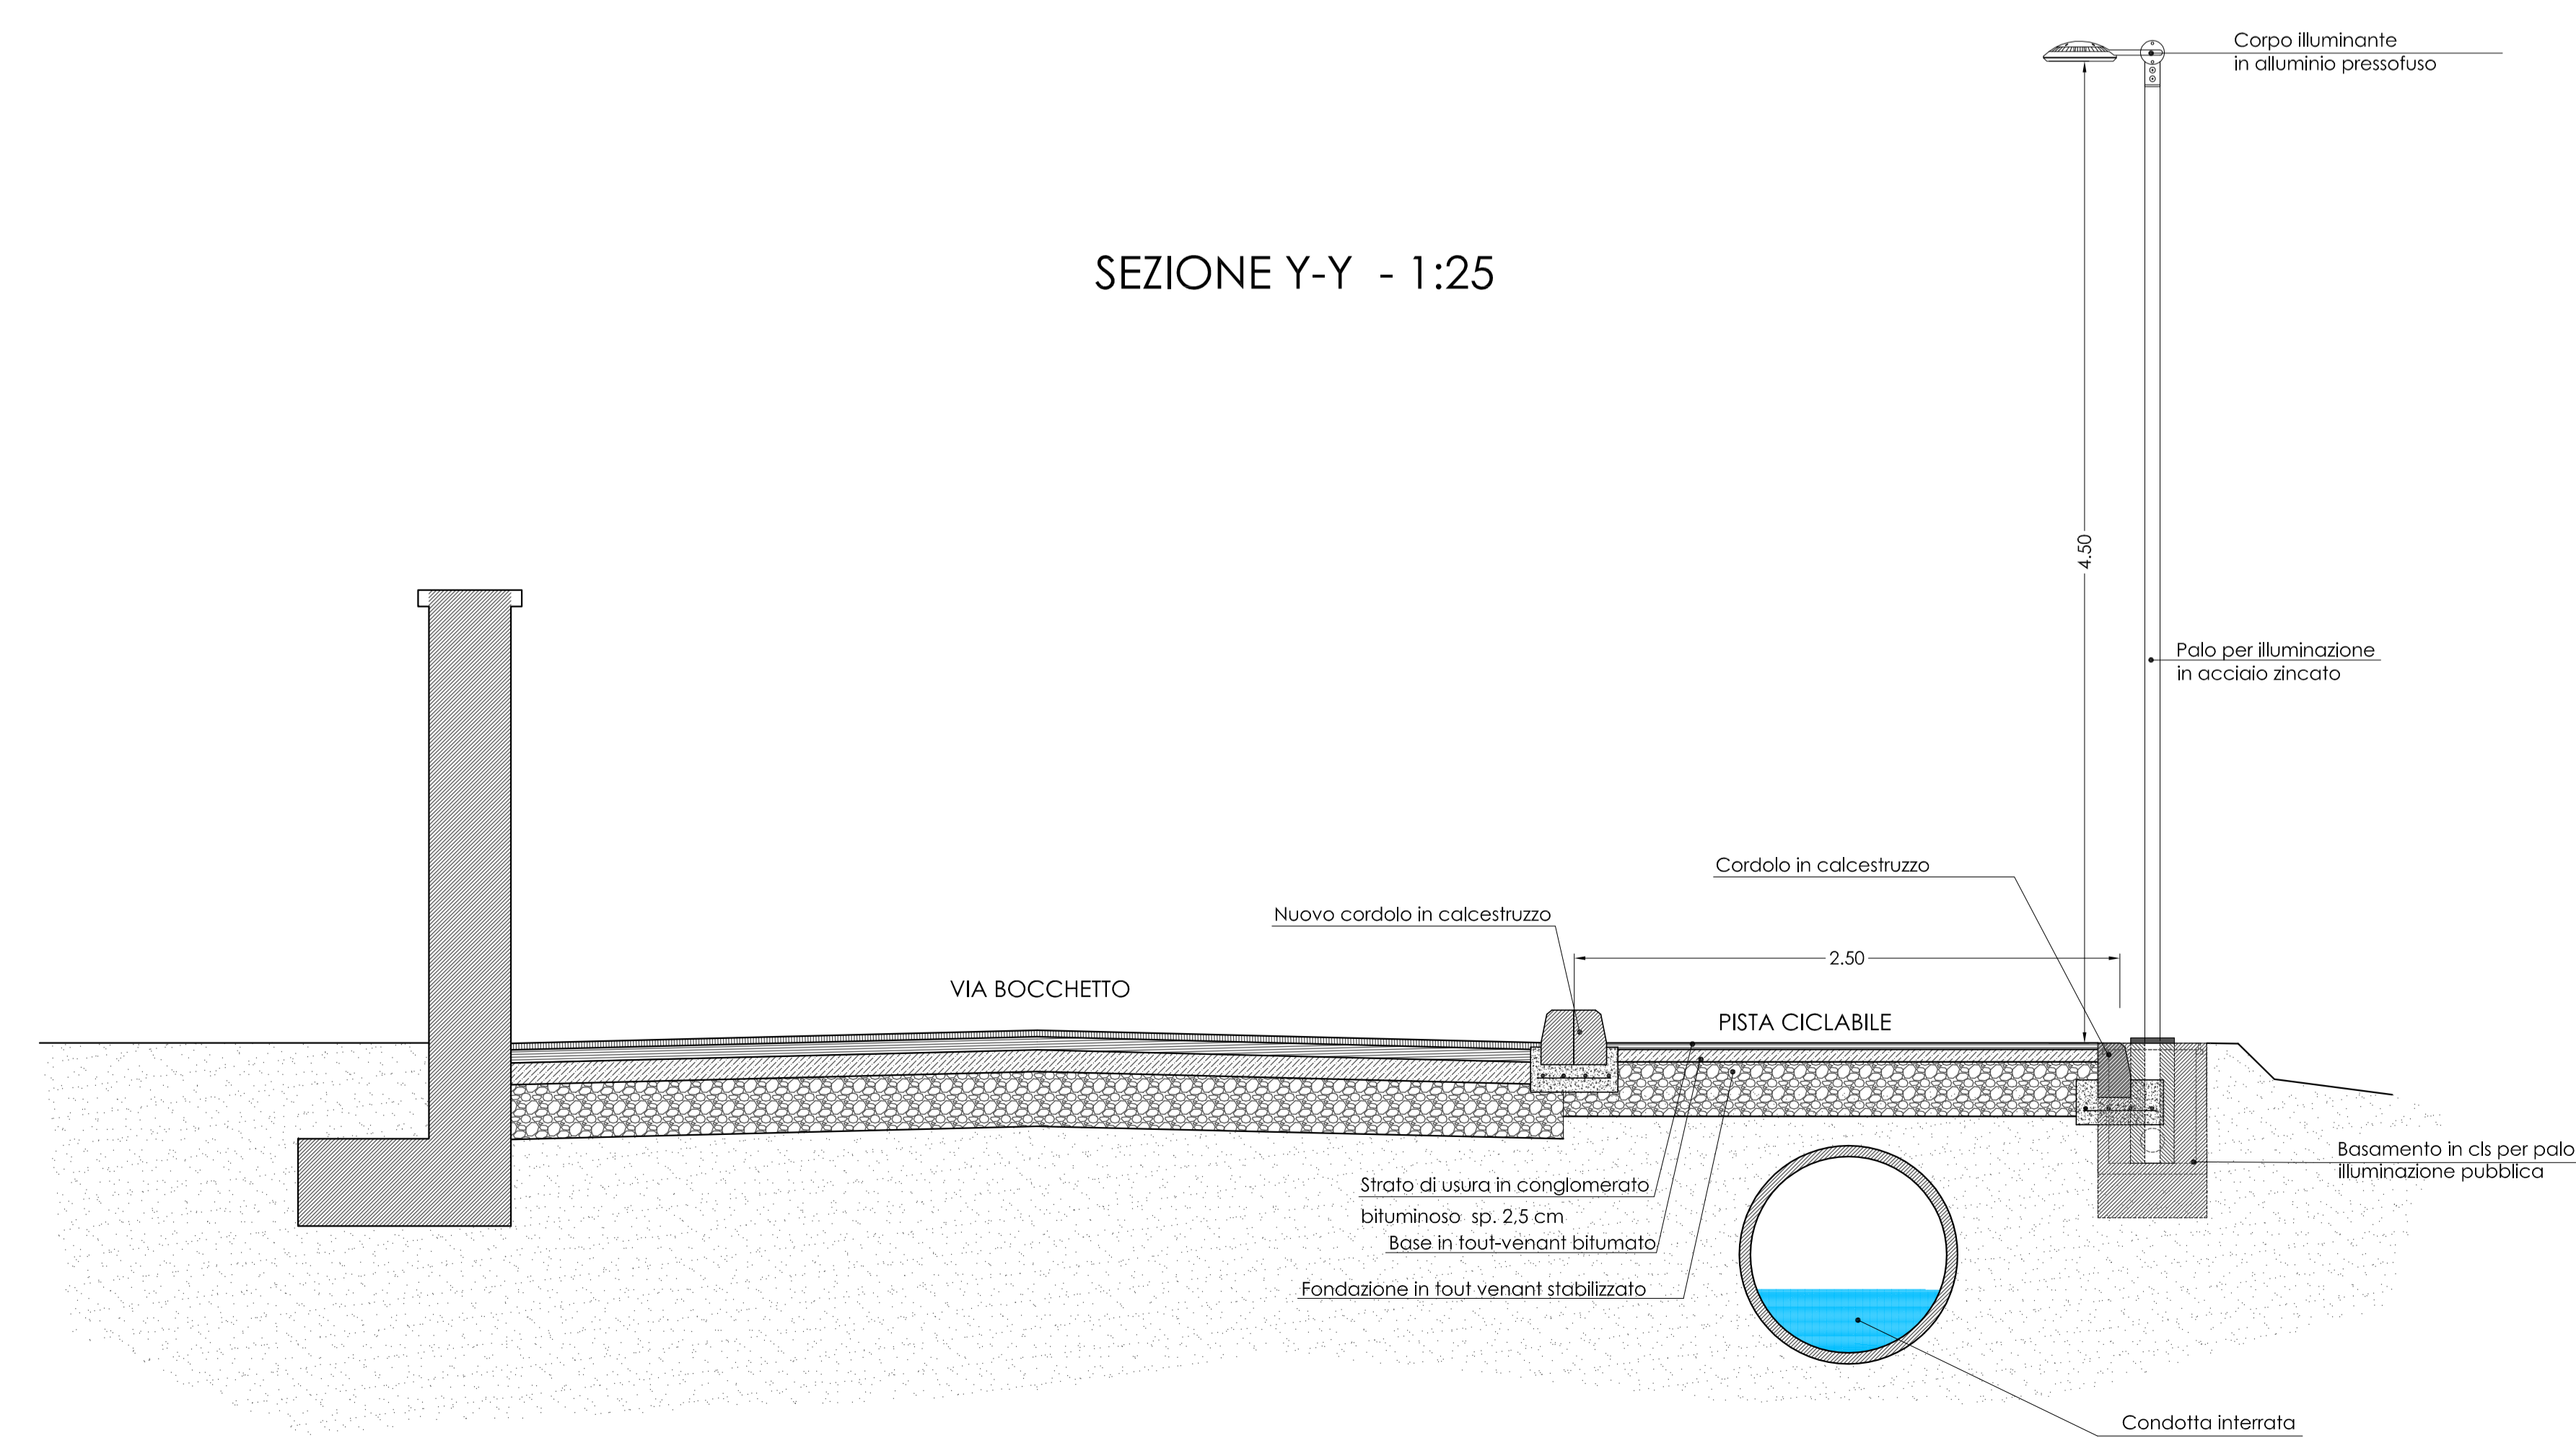 Corpo illuminante
in alluminio pressofuso
SEZIONE Y-Y - 1:25
4.50
Palo per illuminazione
in acciaio zincato
Cordolo in calcestruzzo
Nuovo cordolo in calcestruzzo
2.50
VIA BOCCHETTO
PISTA CICLABILE
Basamento in cls per palo
illuminazione pubblica
Strato di usura in conglomerato
bituminoso sp. 2,5 cm
Base in tout-venant bitumato
Fondazione in tout venant stabilizzato
Condotta interrata